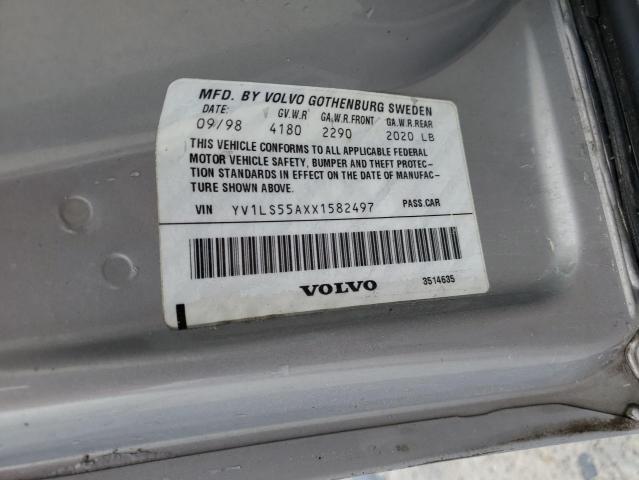 MFD. BY VOLVO GOTHENBURG SWEDEN
DATE: GV.W.R GA.W.R.FRONT GA.W.R.REAR
09/98 4180 2290 2020 LB
THIS VEHICLE CONFORMS TO ALL APPLICABLE FEDERAL
MOTOR VEHICLE SAFETY, BUMPER AND THEFT PROTEC-
TION STANDARDS IN EFFECT ON THE DATE OF MANUFAC-
TURE SHOWN ABOVE.
VIN YV1LS55AXX1582497 PASS.CAR
VOLVO 3514635